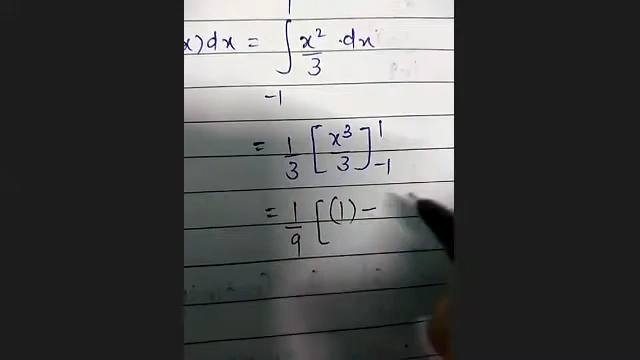 x)dx = ∫_{-1}^{1} x²/3 · dx
= 1/3 [x³/3]_{-1}^{1}
= 1/9 [(1) -